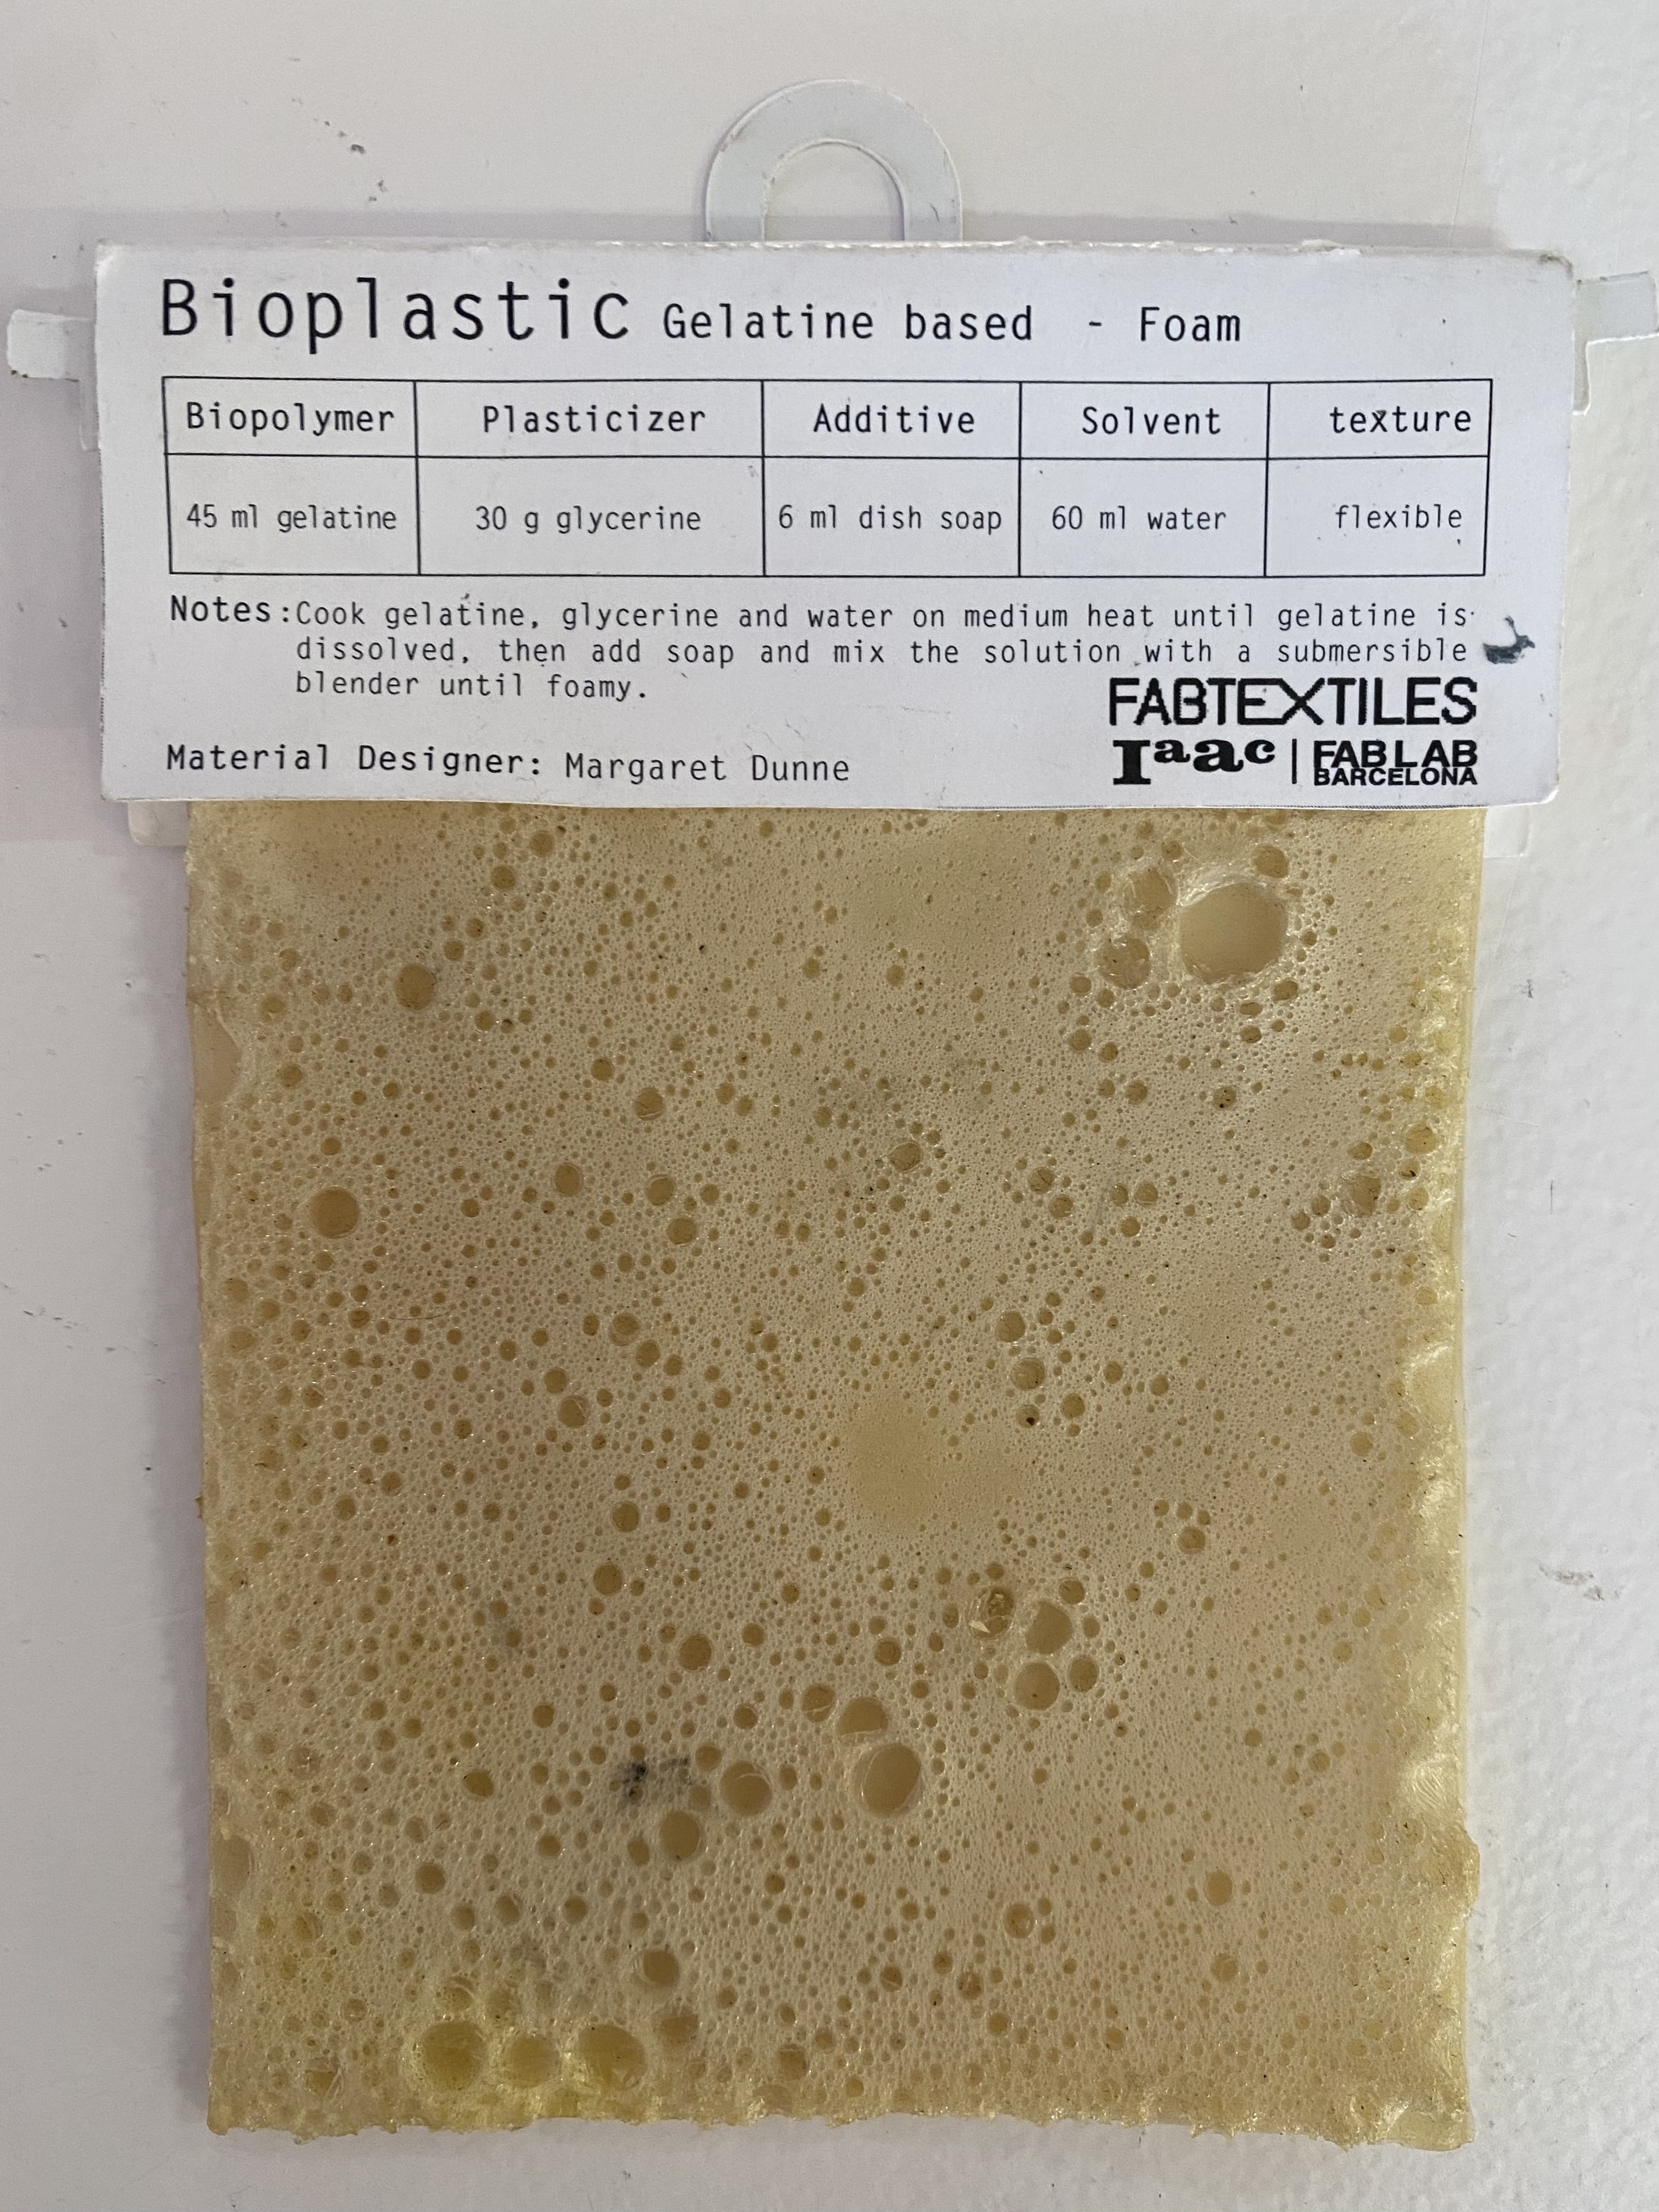 Bioplastic Gelatine based - Foam
Biopolymer Plasticizer Additive Solvent texture
45 ml gelatine 30 g glycerine 6 ml dish soap 60 ml water flexible
Notes:Cook gelatine, glycerine and water on medium heat until gelatine is
dissolved, then add soap and mix the solution with a submersible
blender until foamy.
FABTEXTILES
Iaac | FAB LAB
BARCELONA
Material Designer: Margaret Dunne